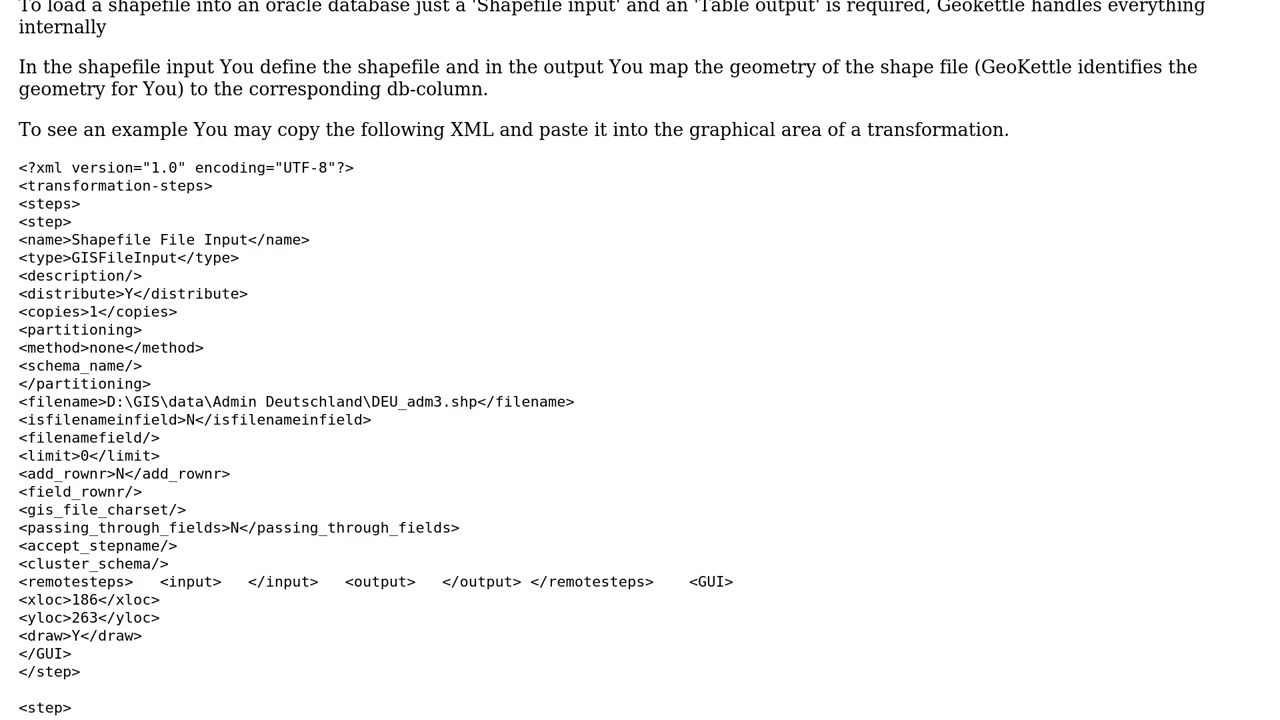 To load a shapefile into an oracle database just a 'Shapefile input' and an 'Table output' is required, Geokettle handles everything
internally
In the shapefile input You define the shapefile and in the output You map the geometry of the shape file (GeoKettle identifies the
geometry for You) to the corresponding db-column.
To see an example You may copy the following XML and paste it into the graphical area of a transformation.
<?xml version="1.0" encoding="UTF-8"?>
<transformation-steps>
<steps>
<step>
<name>Shapefile File Input</name>
<type>GISFileInput</type>
<description/>
<distribute>Y</distribute>
<copies>1</copies>
<partitioning>
<method>none</method>
<schema_name/>
</partitioning>
<filename>D:\GIS\data\Admin Deutschland\DEU_adm3.shp</filename>
<isfilenameinfield>N</isfilenameinfield>
<filenamefield/>
<limit>0</limit>
<add_rownr>N</add_rownr>
<field_rownr/>
<gis_file_charset/>
<passing_through_fields>N</passing_through_fields>
<accept_stepname/>
<cluster_schema/>
<remotesteps>   <input>   </input>   <output>   </output> </remotesteps>    <GUI>
<xloc>186</xloc>
<yloc>263</yloc>
<draw>Y</draw>
</GUI>
</step>
<step>